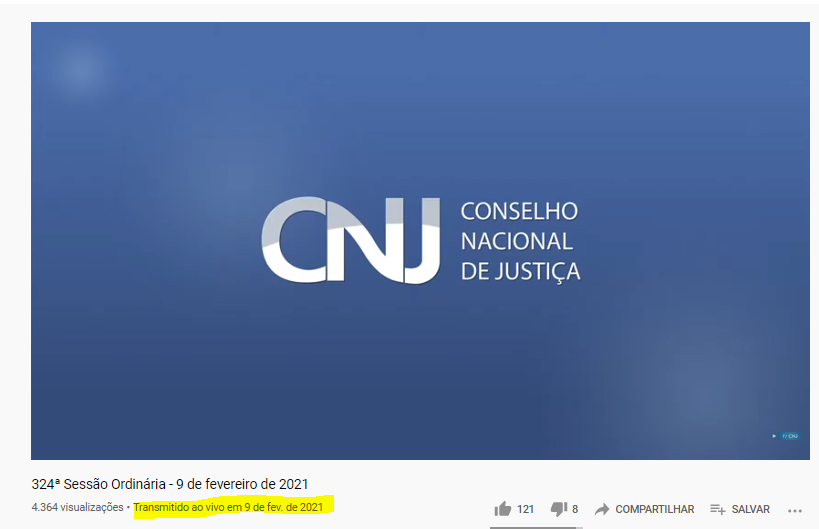 CNJ
CONSELHO
NACIONAL
DE JUSTIÇA
324ª Sessão Ordinária - 9 de fevereiro de 2021
4.364 visualizações • Transmitido ao vivo em 9 de fev. de 2021
121
8
COMPARTILHAR
SALVAR